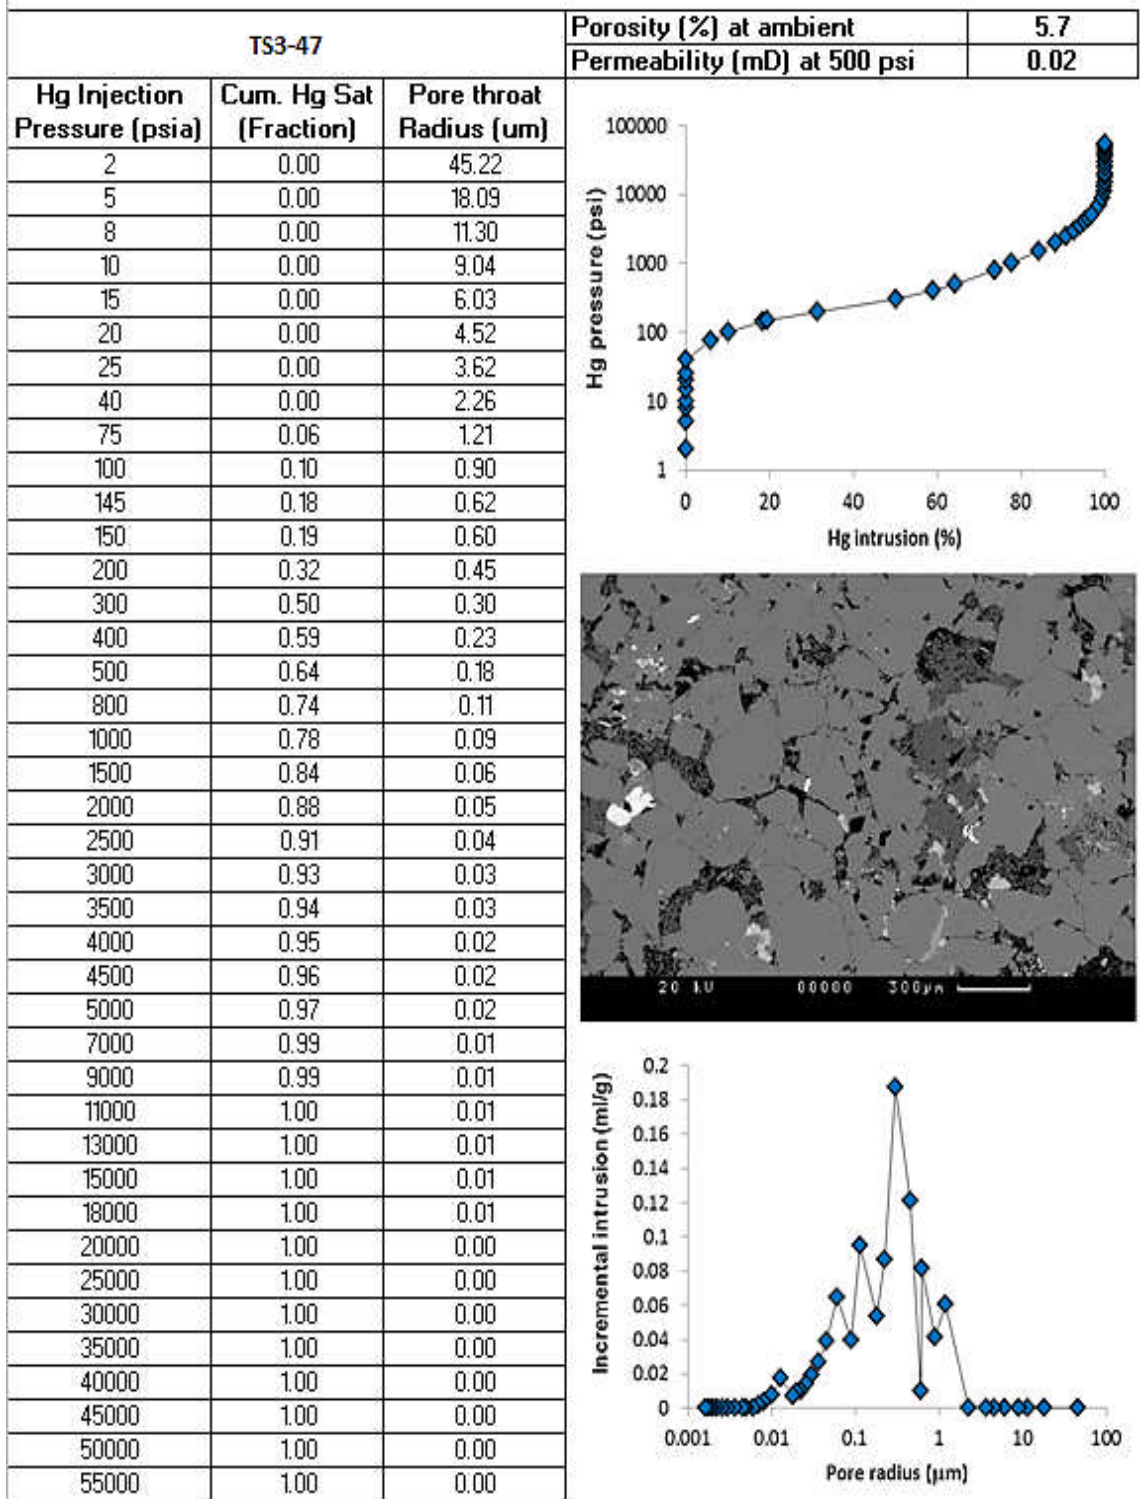 TS3-47
Porosity (%) at ambient 5.7
Permeability (mD) at 500 psi 0.02
Hg Injection Pressure (psia) Cum. Hg Sat (Fraction) Pore throat Radius (um)
2 0.00 45.22
5 0.00 18.09
8 0.00 11.30
10 0.00 9.04
15 0.00 6.03
20 0.00 4.52
25 0.00 3.62
40 0.00 2.26
75 0.06 1.21
100 0.10 0.90
145 0.18 0.62
150 0.19 0.60
200 0.32 0.45
300 0.50 0.30
400 0.59 0.23
500 0.64 0.18
800 0.74 0.11
1000 0.78 0.09
1500 0.84 0.06
2000 0.88 0.05
2500 0.91 0.04
3000 0.93 0.03
3500 0.94 0.03
4000 0.95 0.02
4500 0.96 0.02
5000 0.97 0.02
7000 0.99 0.01
9000 0.99 0.01
11000 1.00 0.01
13000 1.00 0.01
15000 1.00 0.01
18000 1.00 0.01
20000 1.00 0.00
25000 1.00 0.00
30000 1.00 0.00
35000 1.00 0.00
40000 1.00 0.00
45000 1.00 0.00
50000 1.00 0.00
55000 1.00 0.00
Hg pressure (psi)
100000
10000
1000
100
10
1
0 20 40 60 80 100
Hg intrusion (%)
20 KU 00000 300µm
Incremental intrusion (ml/g)
0.2
0.18
0.16
0.14
0.12
0.1
0.08
0.06
0.04
0.02
0
0.001 0.01 0.1 1 10 100
Pore radius (µm)